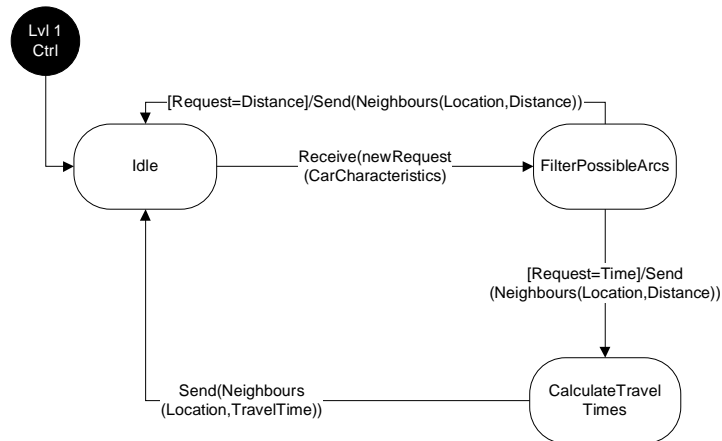 Lvl 1
Ctrl
[Request=Distance]/Send(Neighbours(Location,Distance))
Idle
Receive(newRequest
(CarCharacteristics)
FilterPossibleArcs
[Request=Time]/Send
(Neighbours(Location,Distance))
Send(Neighbours
(Location,TravelTime))
CalculateTravel
Times